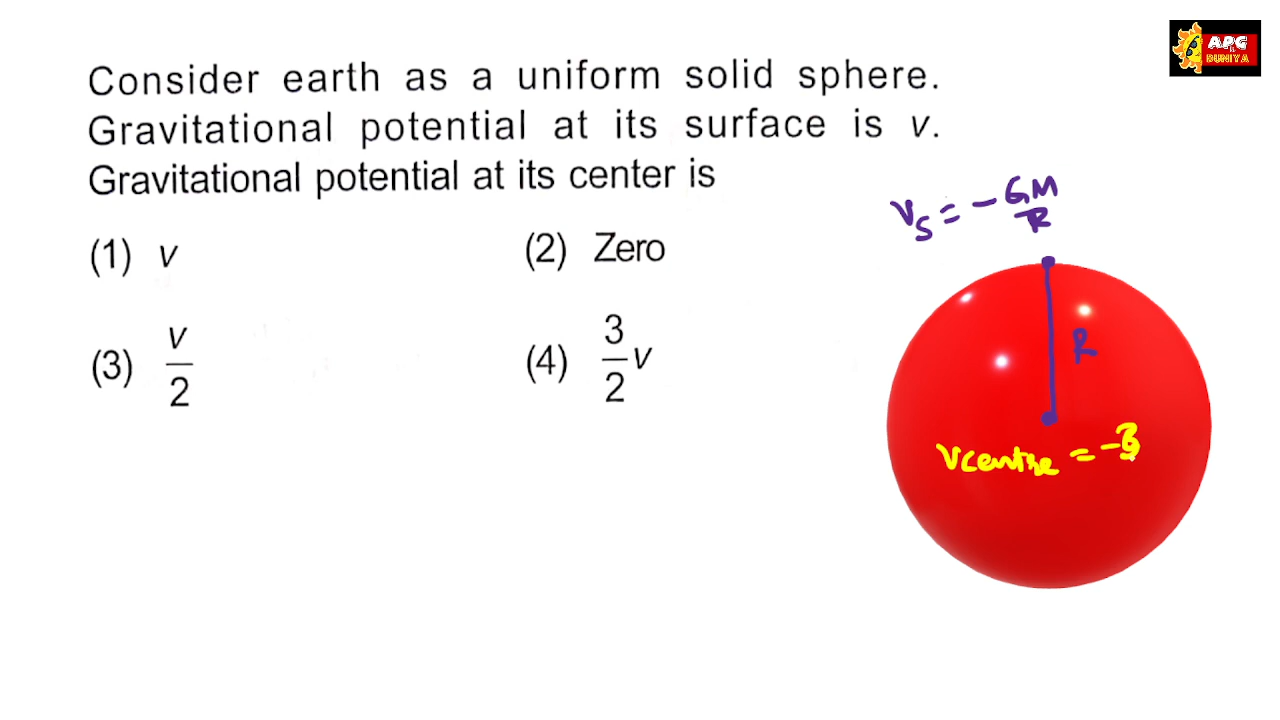 APG
DUNIYA
Consider earth as a uniform solid sphere.
Gravitational potential at its surface is v.
Gravitational potential at its center is
(1) v
(2) Zero
(3) v/2
(4) 3/2 v
Vs = - GM/R
R
Vcentre = -3